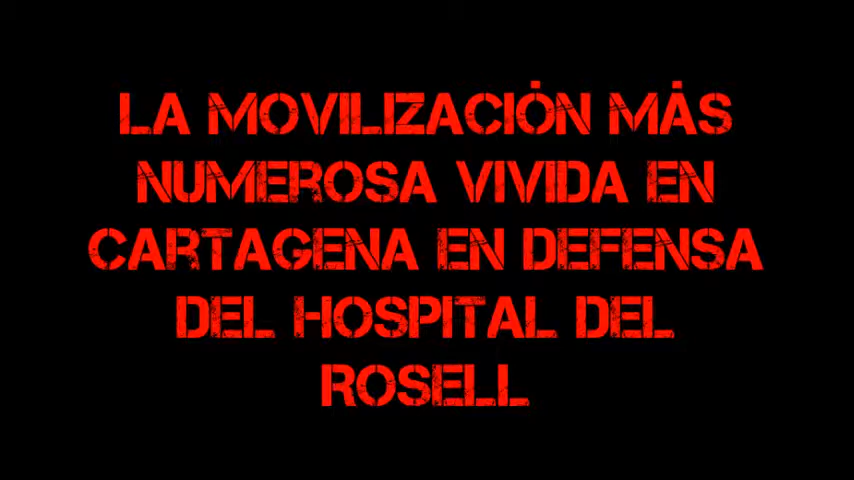 LA MOVILIZACIÓN MÁS
NUMEROSA VIVIDA EN
CARTAGENA EN DEFENSA
DEL HOSPITAL DEL
ROSELL